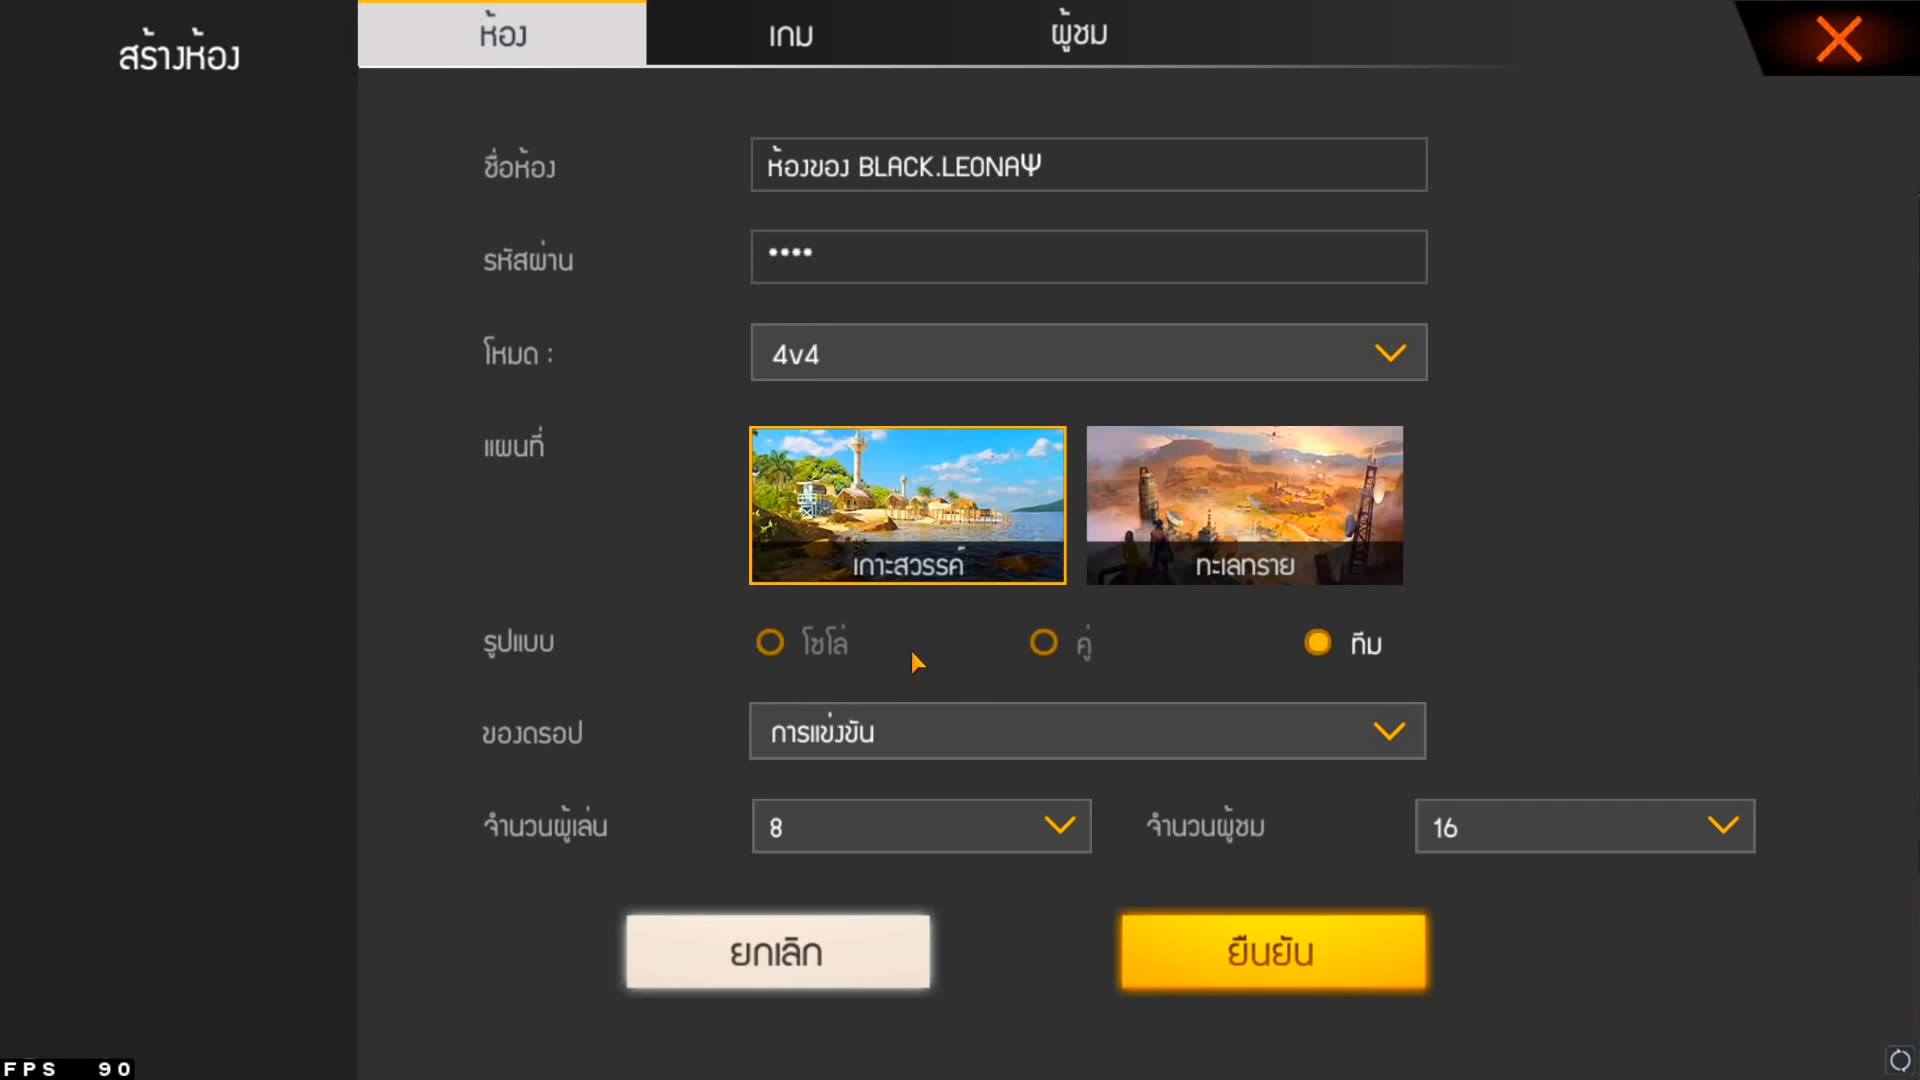 สร้างห้อง
ห้อง
เกม
ผู้ชม
ชื่อห้อง
ห้องของ BLACK.LEONAΨ
รหัสผ่าน
****
โหมด :
4v4
แผนที่
เกาะสวรรค์
ทะเลทราย
รูปแบบ
โซโล่
คู่
ทีม
ของดรอป
การแข่งขัน
จำนวนผู้เล่น
8
จำนวนผู้ชม
16
ยกเลิก
ยืนยัน
FPS 90